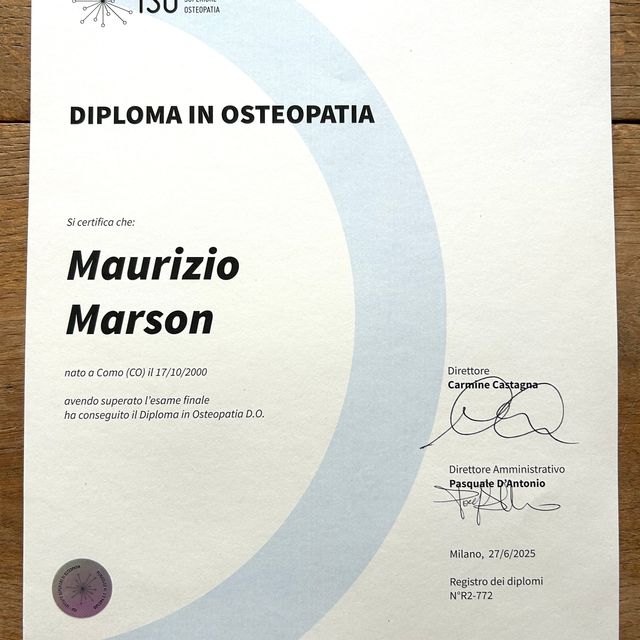 ISO
SUPERIORE
OSTEOPATIA
DIPLOMA IN OSTEOPATIA
Si certifica che:
Maurizio
Marson
nato a Como (CO) il 17/10/2000
avendo superato l'esame finale
ha conseguito il Diploma in Osteopatia D.O.
Direttore
Carmine Castagna
Direttore Amministrativo
Pasquale D'Antonio
Milano, 27/6/2025
Registro dei diplomi
N°R2-772